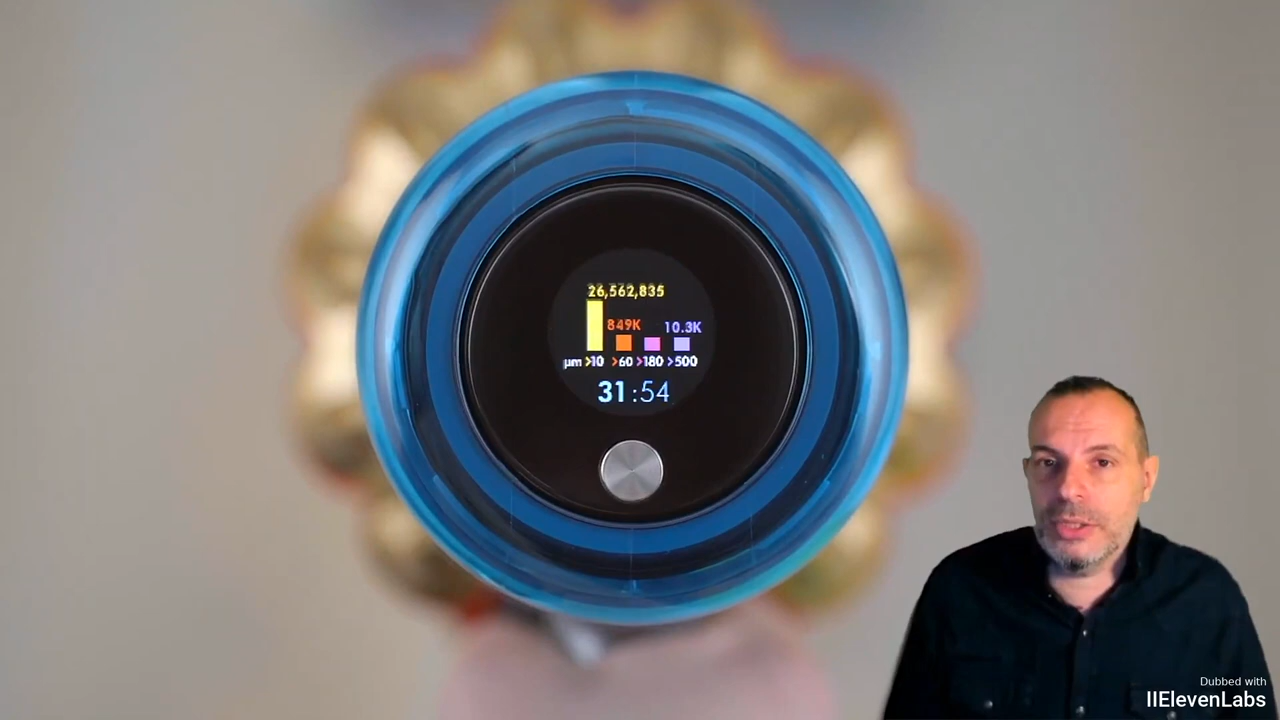 26,562,835
849K
10.3K
µm >10 >60 >180 >500
31:54
Dubbed with
IIElevenLabs